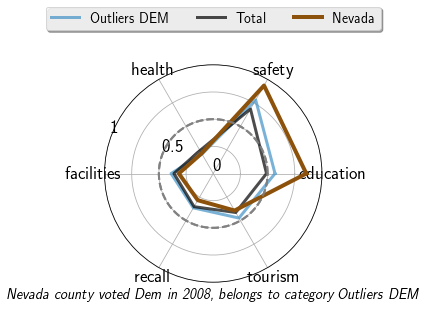 Outliers DEM Total Nevada
health safety
1
0.5
0
facilities education
recall tourism
Nevada county voted Dem in 2008, belongs to category Outliers DEM